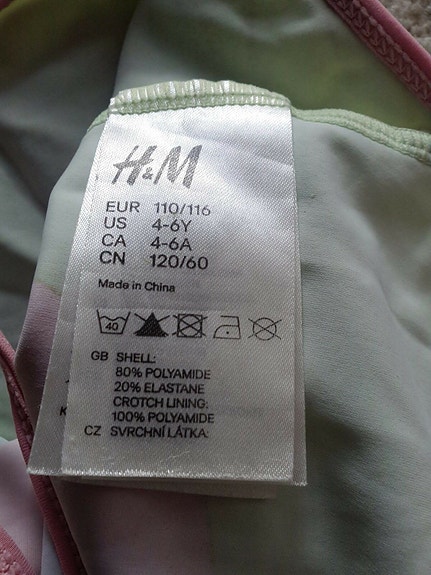 H&M
EUR 110/116
US 4-6Y
CA 4-6A
CN 120/60
Made in China
40
GB SHELL:
80% POLYAMIDE
20% ELASTANE
CROTCH LINING:
100% POLYAMIDE
CZ SVRCHNÍ LÁTKA: